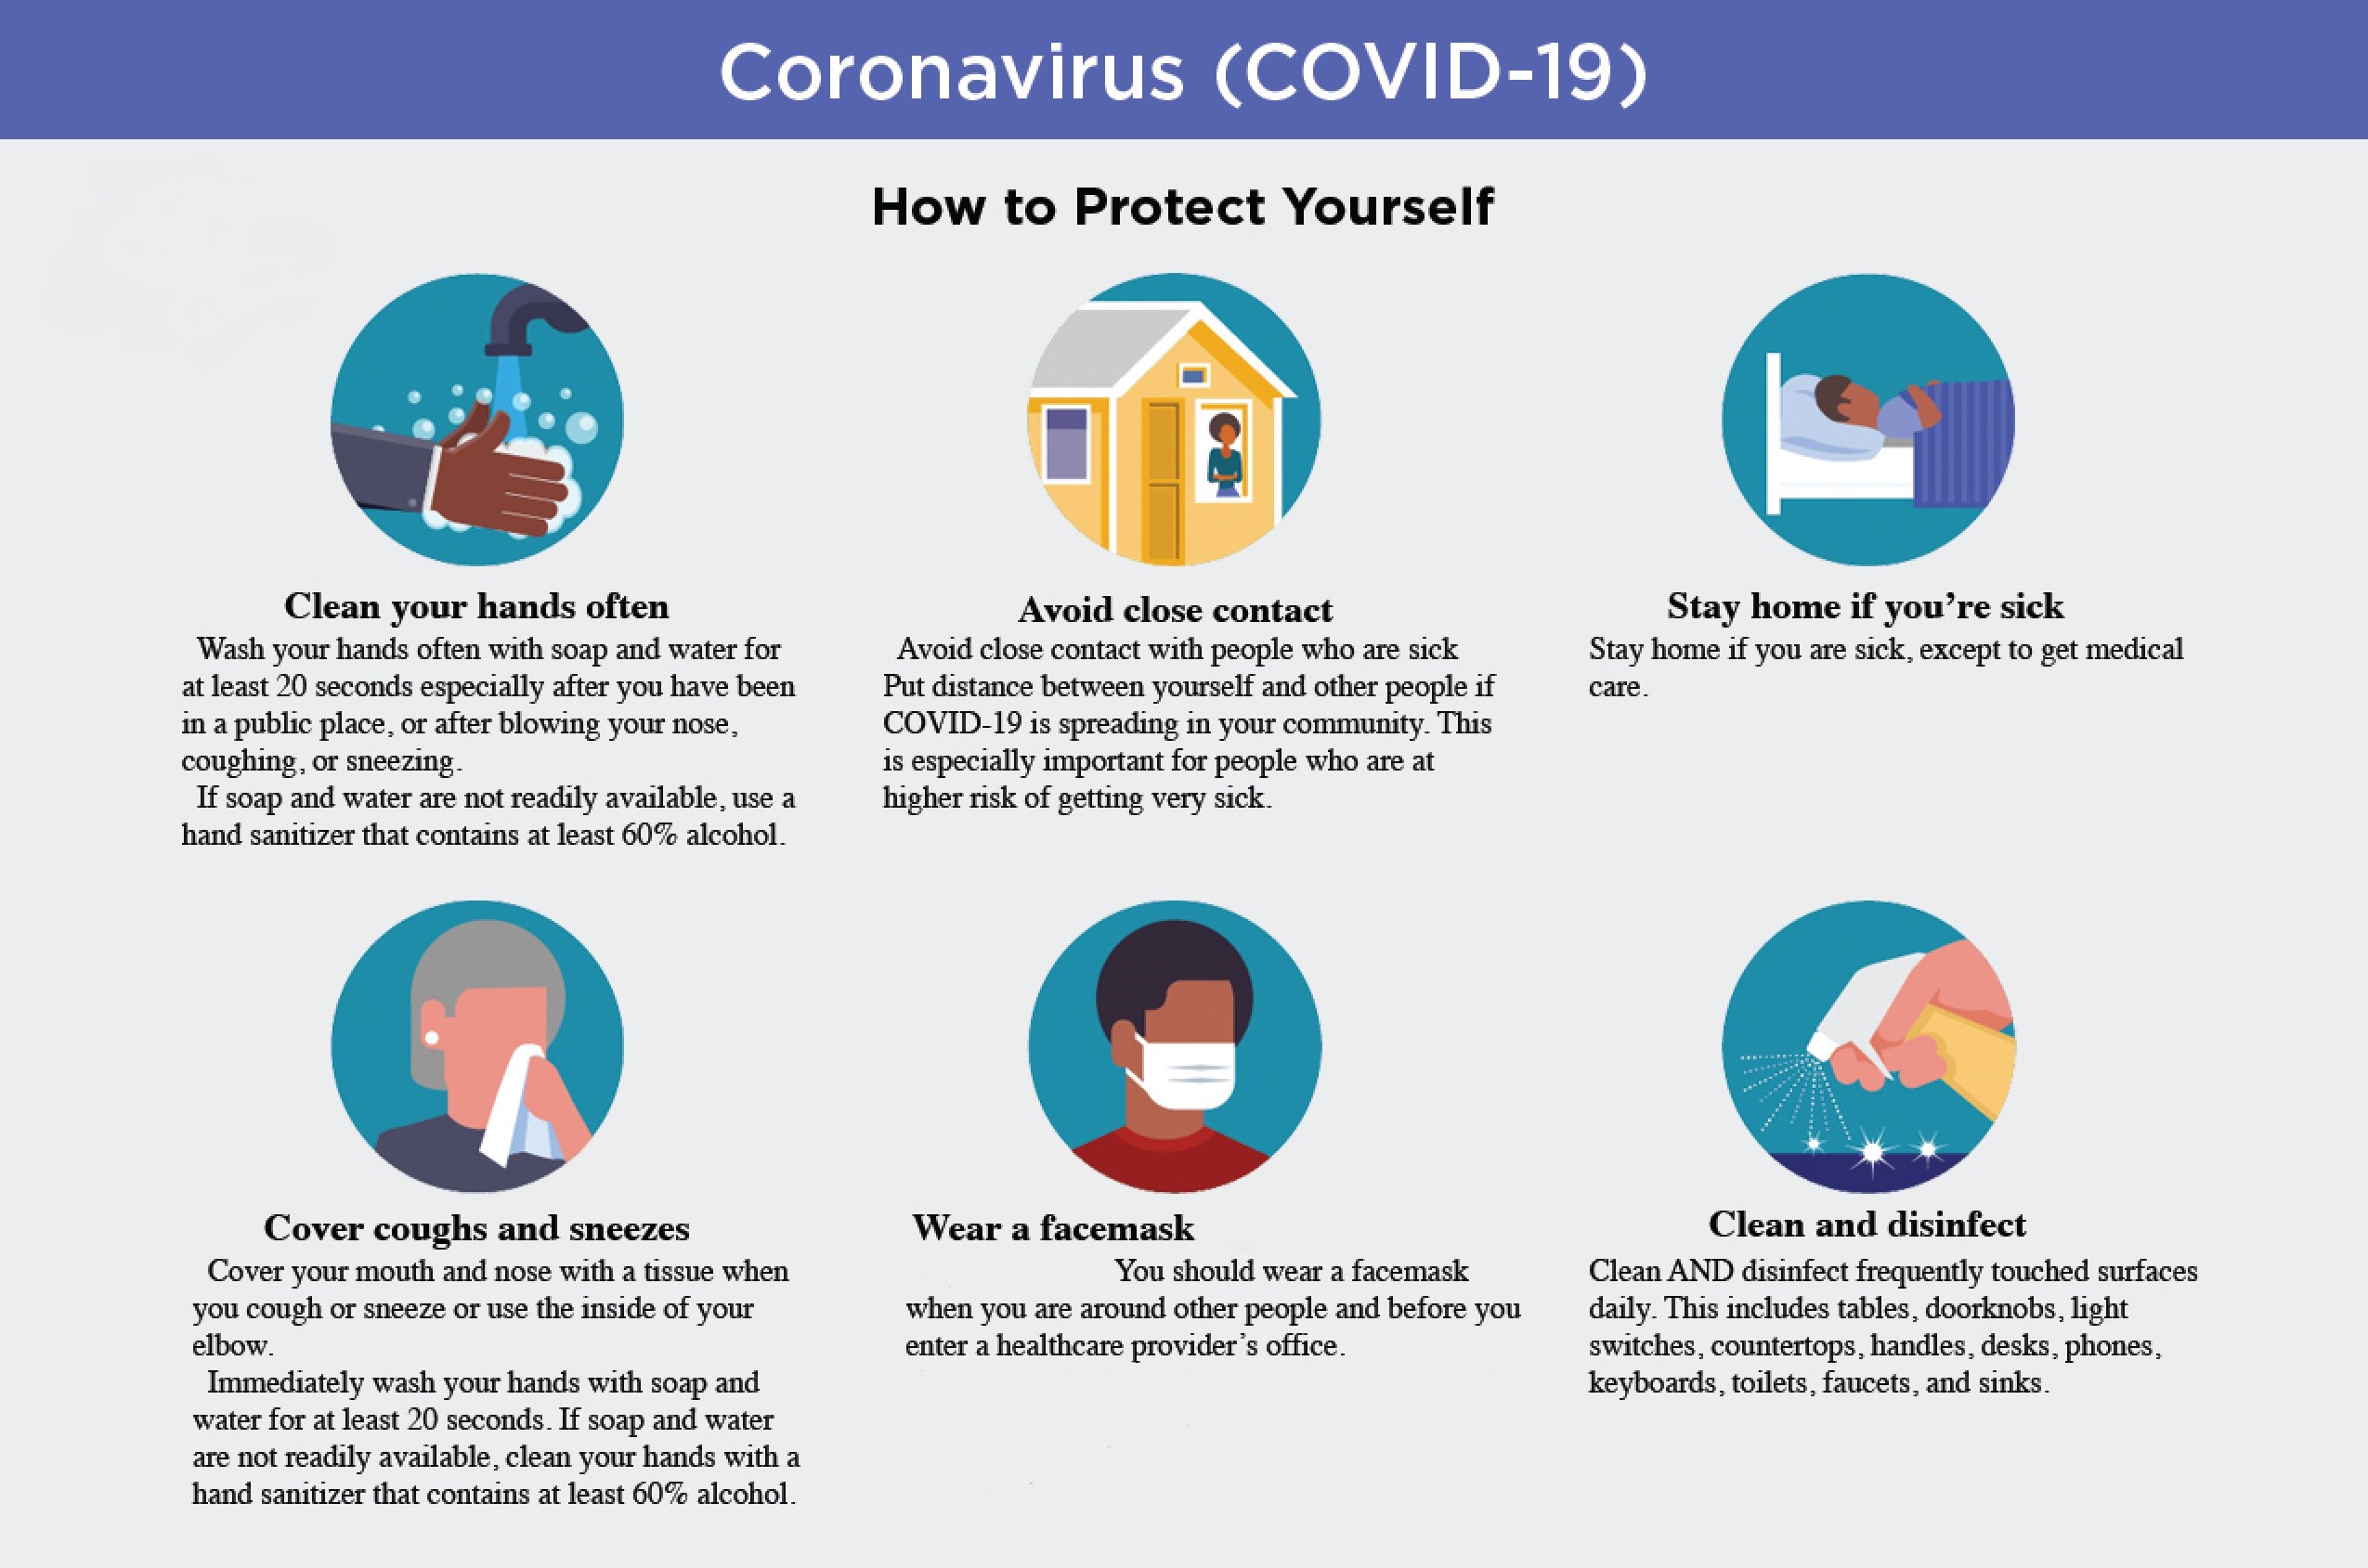 Coronavirus (COVID-19)
How to Protect Yourself
Clean your hands often
Wash your hands often with soap and water for
at least 20 seconds especially after you have been
in a public place, or after blowing your nose,
coughing, or sneezing.
If soap and water are not readily available, use a
hand sanitizer that contains at least 60% alcohol.
Avoid close contact
Avoid close contact with people who are sick
Put distance between yourself and other people if
COVID-19 is spreading in your community. This
is especially important for people who are at
higher risk of getting very sick.
Stay home if you’re sick
Stay home if you are sick, except to get medical
care.
Cover coughs and sneezes
Cover your mouth and nose with a tissue when
you cough or sneeze or use the inside of your
elbow.
Immediately wash your hands with soap and
water for at least 20 seconds. If soap and water
are not readily available, clean your hands with a
hand sanitizer that contains at least 60% alcohol.
Wear a facemask
You should wear a facemask
when you are around other people and before you
enter a healthcare provider’s office.
Clean and disinfect
Clean AND disinfect frequently touched surfaces
daily. This includes tables, doorknobs, light
switches, countertops, handles, desks, phones,
keyboards, toilets, faucets, and sinks.